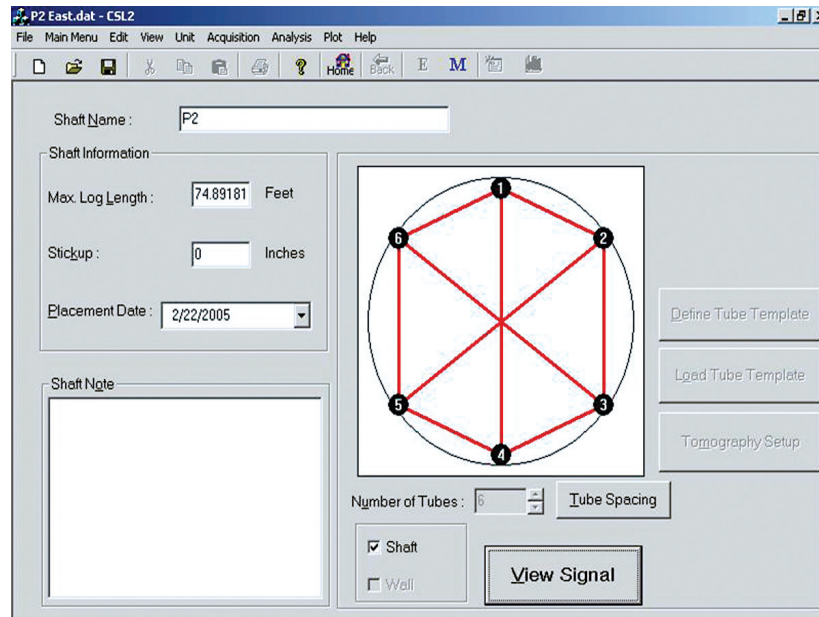 P2 East.dat - CSL2
File Main Menu Edit View Unit Acquisition Analysis Plot Help
Home Back E M
Shaft Name : P2
Shaft Information
Max. Log Length : 74.89181 Feet
Stickup : 0 Inches
Placement Date : 2/22/2005
Shaft Note
1
6 2
5 3
4
Define Tube Template
Load Tube Template
Tomography Setup
Number of Tubes : 6 Tube Spacing
Shaft
Wall
View Signal